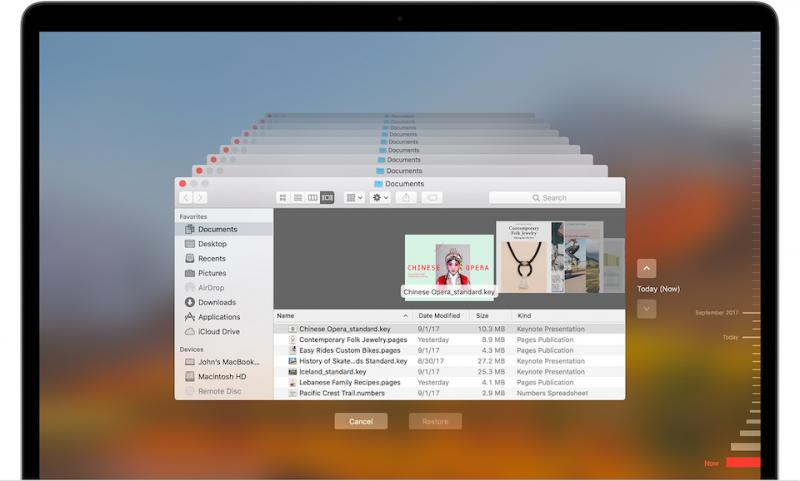 Documents
Documents
Documents
Documents
Documents
Documents
Documents
Documents
Search
Favorites
Documents
Desktop
Recents
Pictures
AirDrop
Downloads
Applications
iCloud Drive
Devices
John's MacBook...
Macintosh HD
Remote Disc
CHINESE OPERA
Contemporary
Folk Jewelry
Chinese Opera_standard.key
Name Date Modified Size Kind
Chinese Opera_standard.key 9/1/17 10.3 MB Keynote Presentation
Contemporary Folk Jewelry.pages Yesterday 8.9 MB Pages Publication
Easy Rides Custom Bikes.pages 9/1/17 4.3 MB Pages Publication
History of Skate...ds Standard.key 8/30/17 27.2 MB Keynote Presentation
Iceland_standard.key 9/1/17 25.3 MB Keynote Presentation
Lebanese Family Recipes.pages Yesterday 4.1 MB Pages Publication
Pacific Crest Trail.numbers 9/1/17 2.9 MB Numbers Spreadsheet
Today (Now)
September 2017
Today
Now
Cancel
Restore